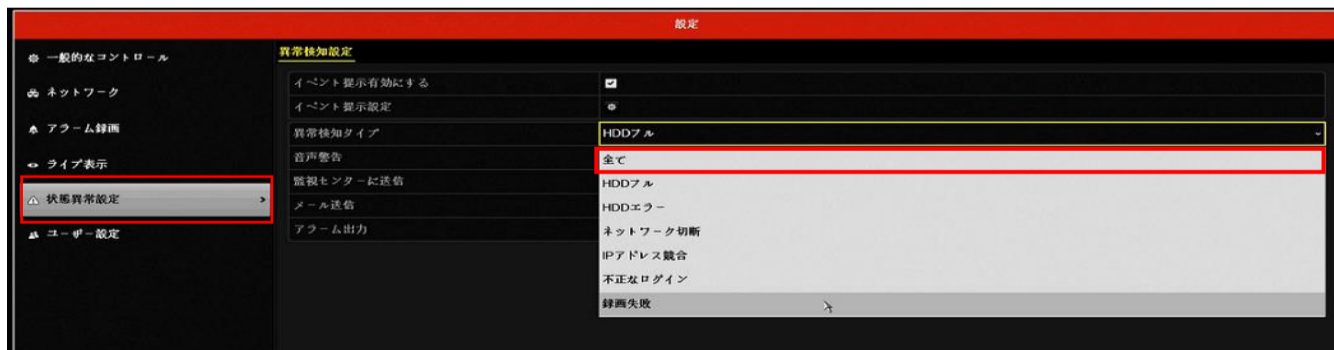 設定
一般的なコントロール
ネットワーク
アラーム録画
ライブ表示
状態異常設定
ユーザー設定
異常検知設定
イベント提示有効にする
イベント提示設定
異常検知タイプ HDDフル
音声警告
監視センターに送信
メール送信
アラーム出力
全て
HDDフル
HDDエラー
ネットワーク切断
IPアドレス競合
不正なログイン
録画失敗